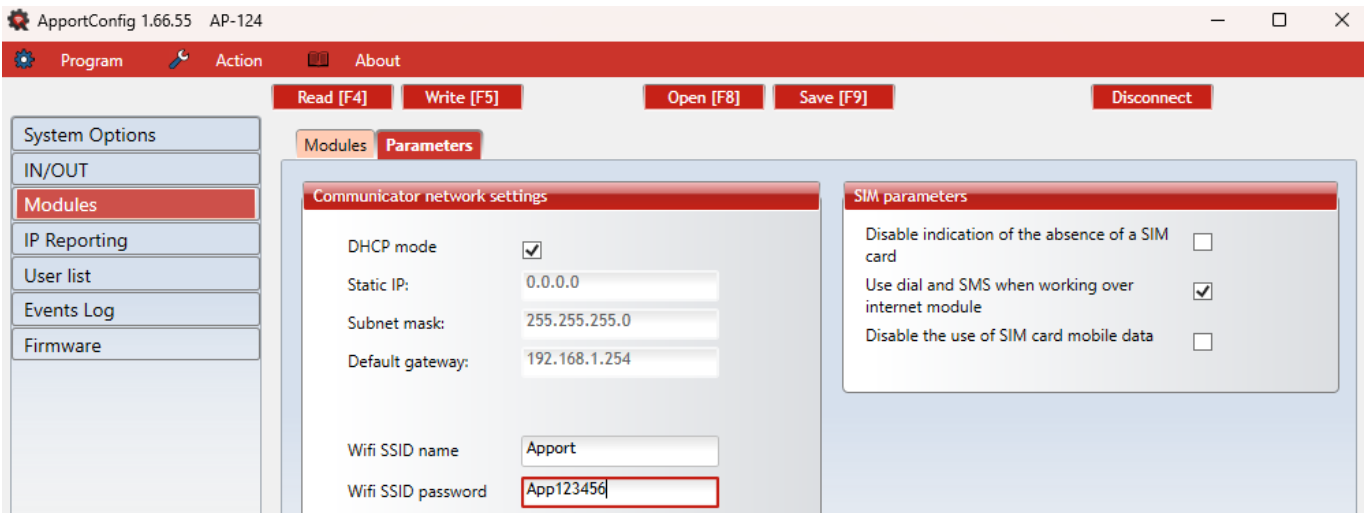 ApportConfig 1.66.55 AP-124
Program Action About
Read [F4] Write [F5] Open [F8] Save [F9] Disconnect
System Options
IN/OUT
Modules
IP Reporting
User list
Events Log
Firmware
Modules Parameters
Communicator network settings
DHCP mode
Static IP: 0.0.0.0
Subnet mask: 255.255.255.0
Default gateway: 192.168.1.254
Wifi SSID name Apport
Wifi SSID password App123456
SIM parameters
Disable indication of the absence of a SIM
card
Use dial and SMS when working over
internet module
Disable the use of SIM card mobile data